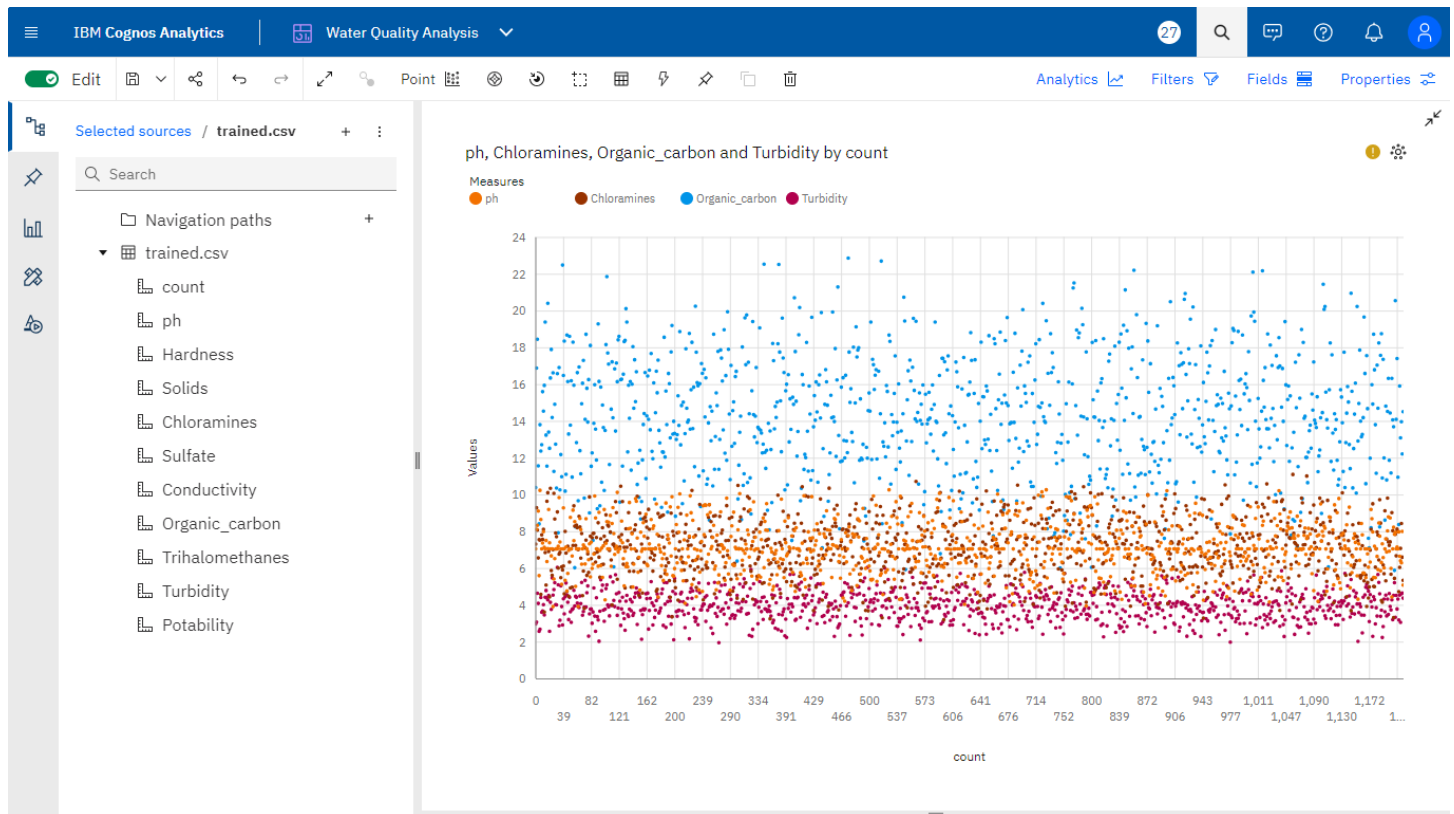 IBM Cognos Analytics
Water Quality Analysis
27
Edit
Point
Analytics
Filters
Fields
Properties
Selected sources / trained.csv
Search
Navigation paths
trained.csv
count
ph
Hardness
Solids
Chloramines
Sulfate
Conductivity
Organic_carbon
Trihalomethanes
Turbidity
Potability
ph, Chloramines, Organic_carbon and Turbidity by count
Measures
ph Chloramines Organic_carbon Turbidity
Values
24
22
20
18
16
14
12
10
8
6
4
2
0
0 82 162 239 334 429 500 573 641 714 800 872 943 1,011 1,090 1,172
39 121 200 290 391 466 537 606 676 752 839 906 977 1,047 1,130 1...
count